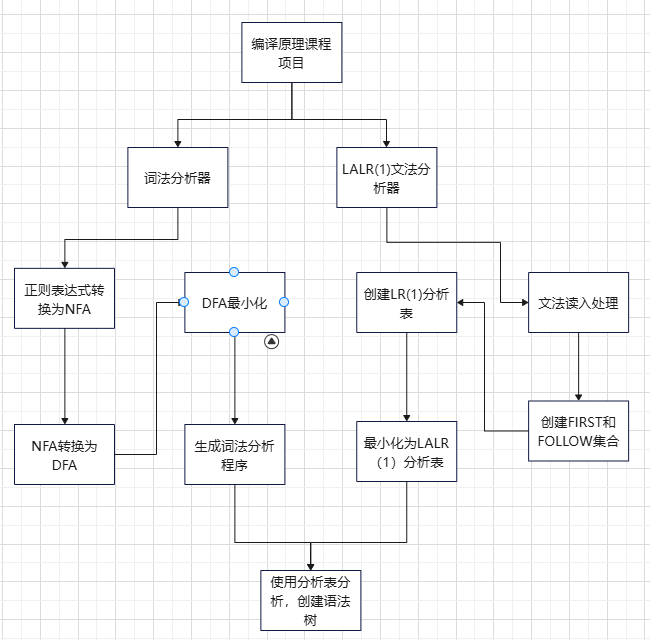 编译原理课程
项目
词法分析器
LALR(1)文法分
析器
正则表达式转
换为NFA
DFA最小化
创建LR(1)分析
表
文法读入处理
NFA转换为
DFA
生成词法分析
程序
最小化为LALR
（1）分析表
创建FIRST和
FOLLOW集合
使用分析表分
析，创建语法
树